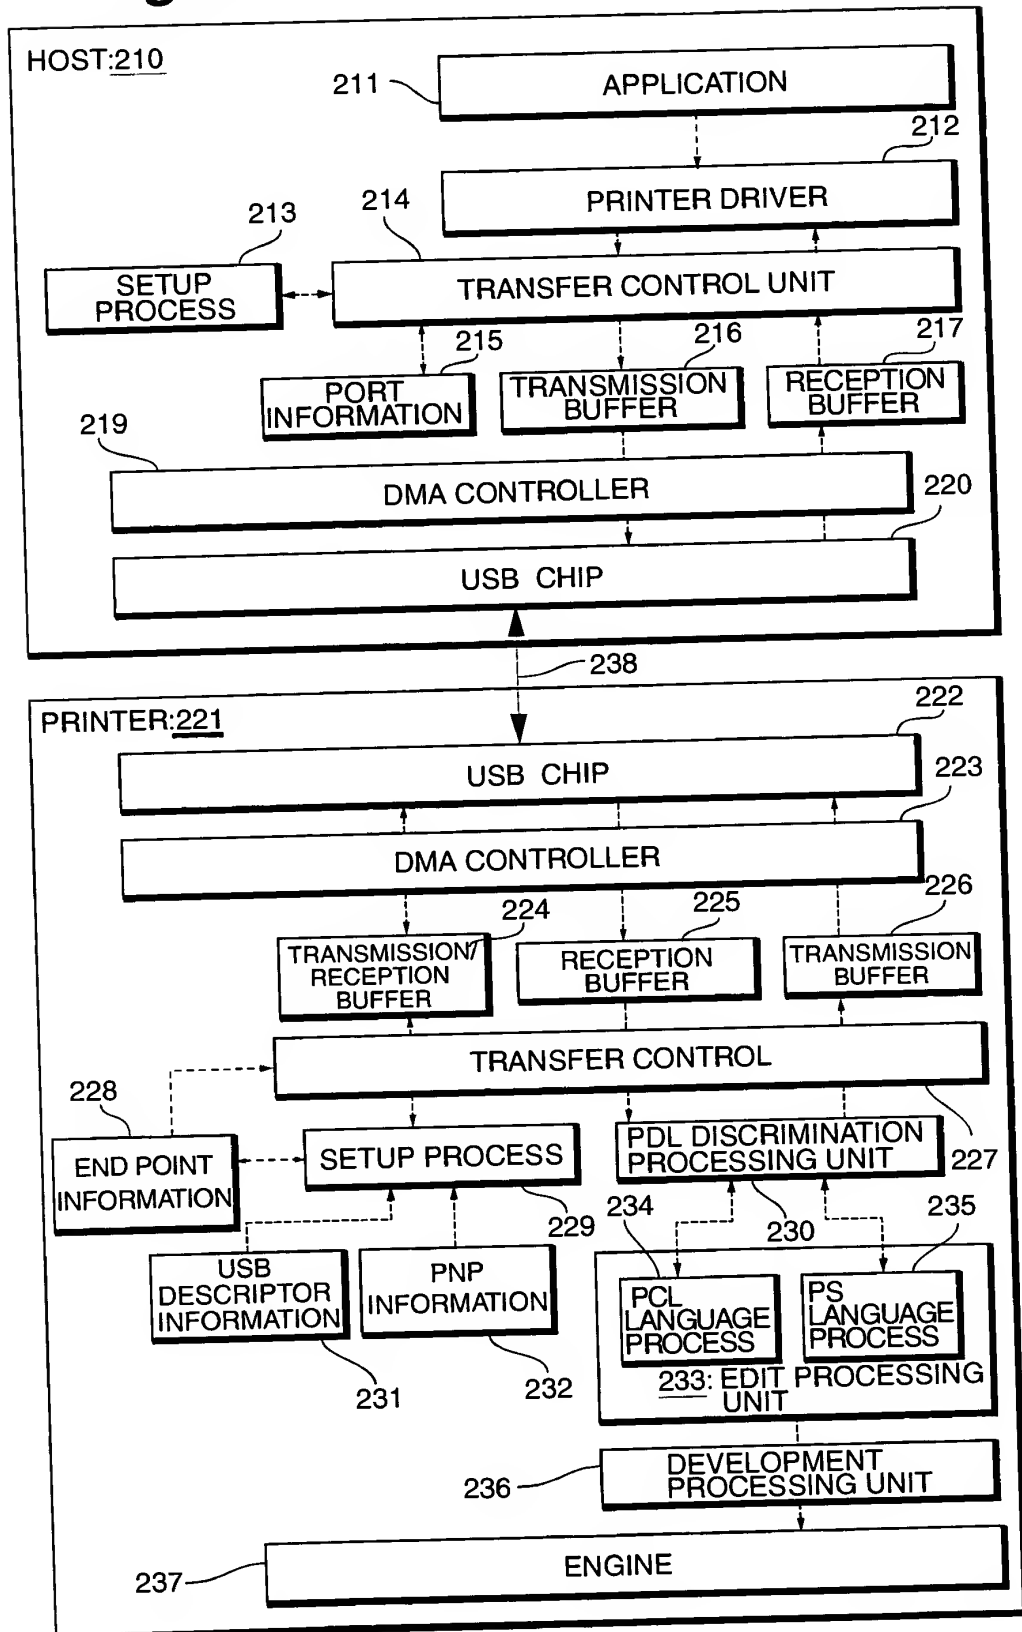 HOST:210
211
APPLICATION
212
PRINTER DRIVER
213
214
SETUP
PROCESS
TRANSFER CONTROL UNIT
215
216
217
PORT
INFORMATION
TRANSMISSION
BUFFER
RECEPTION
BUFFER
219
DMA CONTROLLER
220
USB CHIP
238
PRINTER:221
222
USB CHIP
223
DMA CONTROLLER
224
225
226
TRANSMISSION/
RECEPTION
BUFFER
RECEPTION
BUFFER
TRANSMISSION
BUFFER
TRANSFER CONTROL
227
228
END POINT
INFORMATION
SETUP PROCESS
229
PDL DISCRIMINATION
PROCESSING UNIT
230
234
235
USB
DESCRIPTOR
INFORMATION
231
PNP
INFORMATION
232
PCL
LANGUAGE
PROCESS
PS
LANGUAGE
PROCESS
233: EDIT PROCESSING
UNIT
236
DEVELOPMENT
PROCESSING UNIT
237
ENGINE